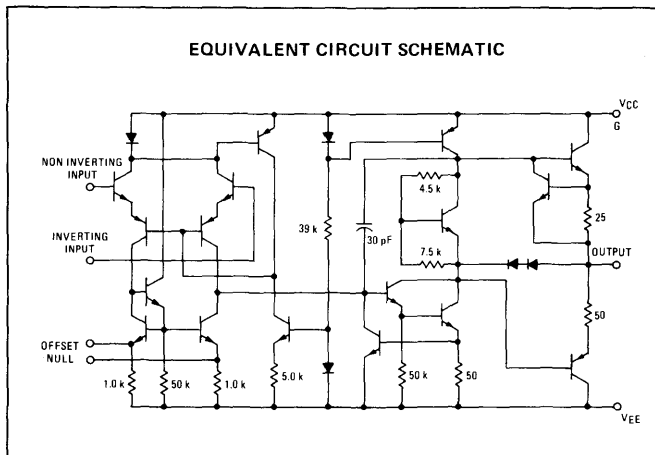 EQUIVALENT CIRCUIT SCHEMATIC
VCC
G
NON INVERTING
INPUT
4.5 k
25
39 k
30 pF
INVERTING
INPUT
7.5 k
OUTPUT
50
OFFSET
NULL
1.0 k
50 k
1.0 k
5.0 k
50 k
50
VEE